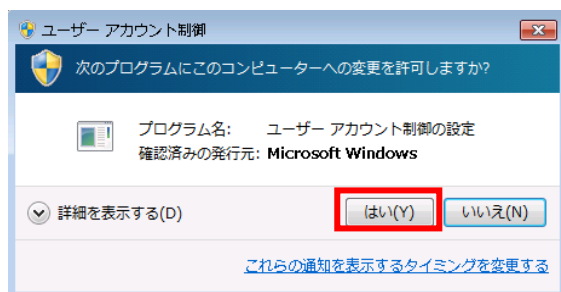 ユーザー アカウント制御
次のプログラムにこのコンピューターへの変更を許可しますか?
プログラム名: ユーザー アカウント制御の設定
確認済みの発行元: Microsoft Windows
詳細を表示する(D) はい(Y) いいえ(N)
これらの通知を表示するタイミングを変更する